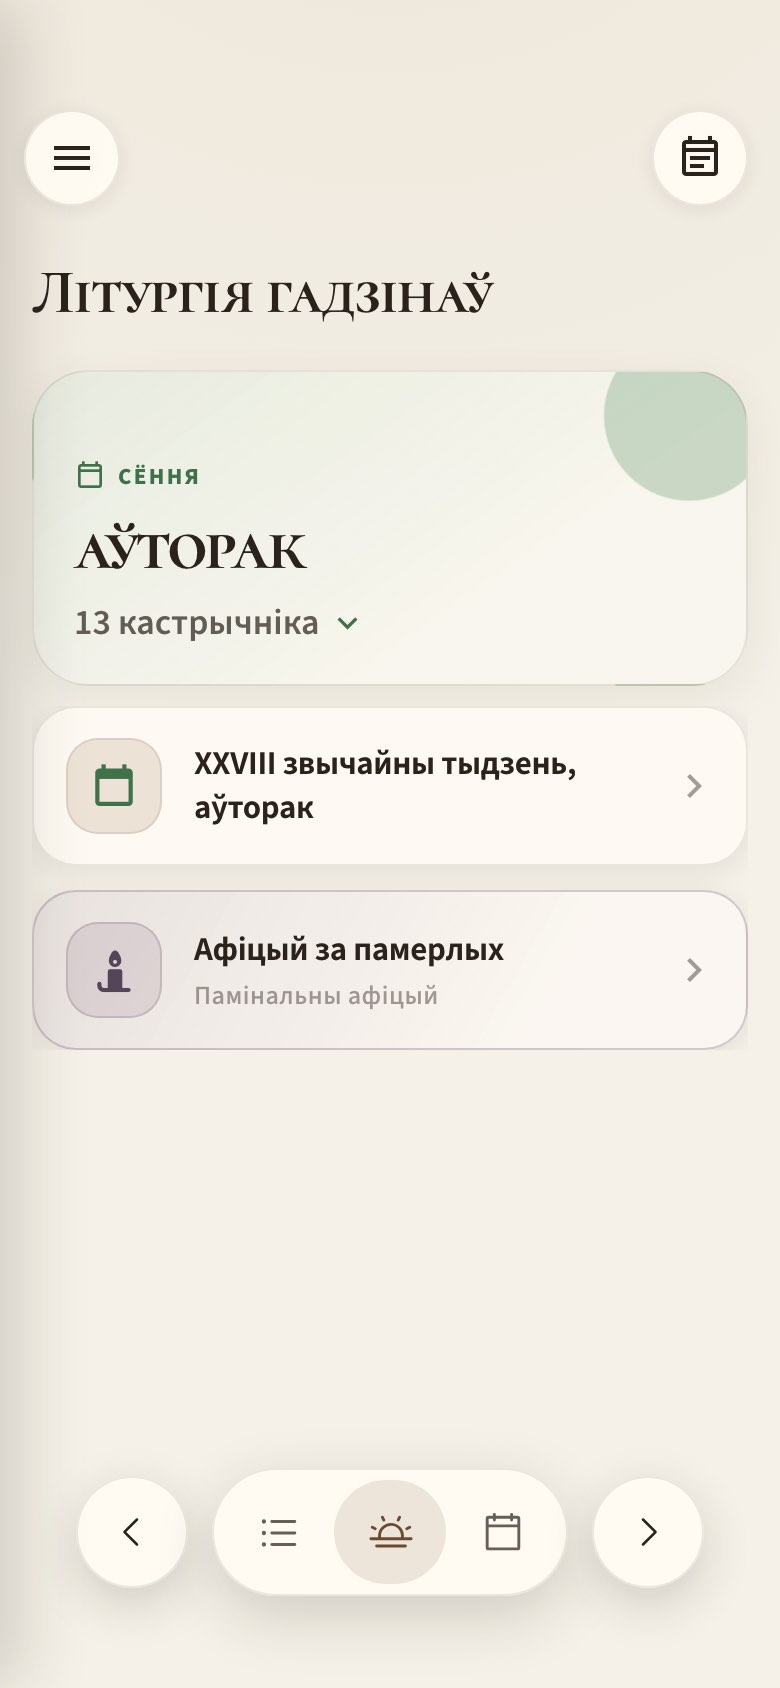 Літургія гадзінаў
СЁННЯ
АЎТОРАК
13 кастрычніка
XXVIII звычайны тыдзень,
аўторак
Афіцый за памерлых
Памінальны афіцый